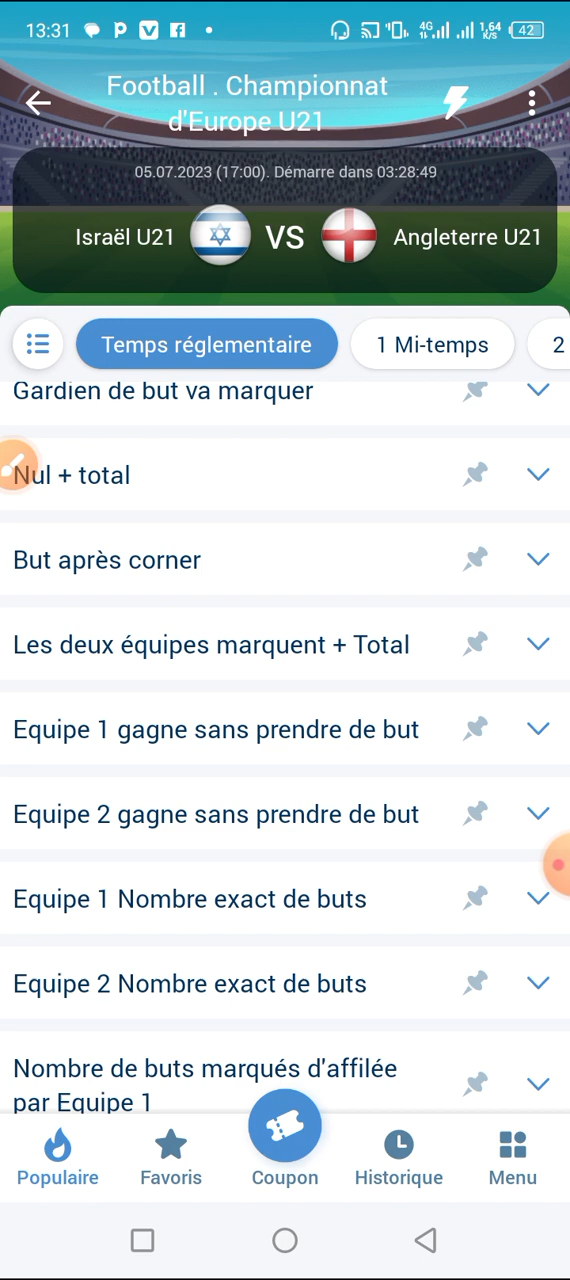 13:31
4G
1,64
K/S
42
Football . Championnat
d'Europe U21
05.07.2023 (17:00). Démarre dans 03:28:49
Israël U21 VS Angleterre U21
Temps réglementaire
1 Mi-temps
2
Gardien de but va marquer
Nul + total
But après corner
Les deux équipes marquent + Total
Equipe 1 gagne sans prendre de but
Equipe 2 gagne sans prendre de but
Equipe 1 Nombre exact de buts
Equipe 2 Nombre exact de buts
Nombre de buts marqués d'affilée
par Equipe 1
Populaire
Favoris
Coupon
Historique
Menu